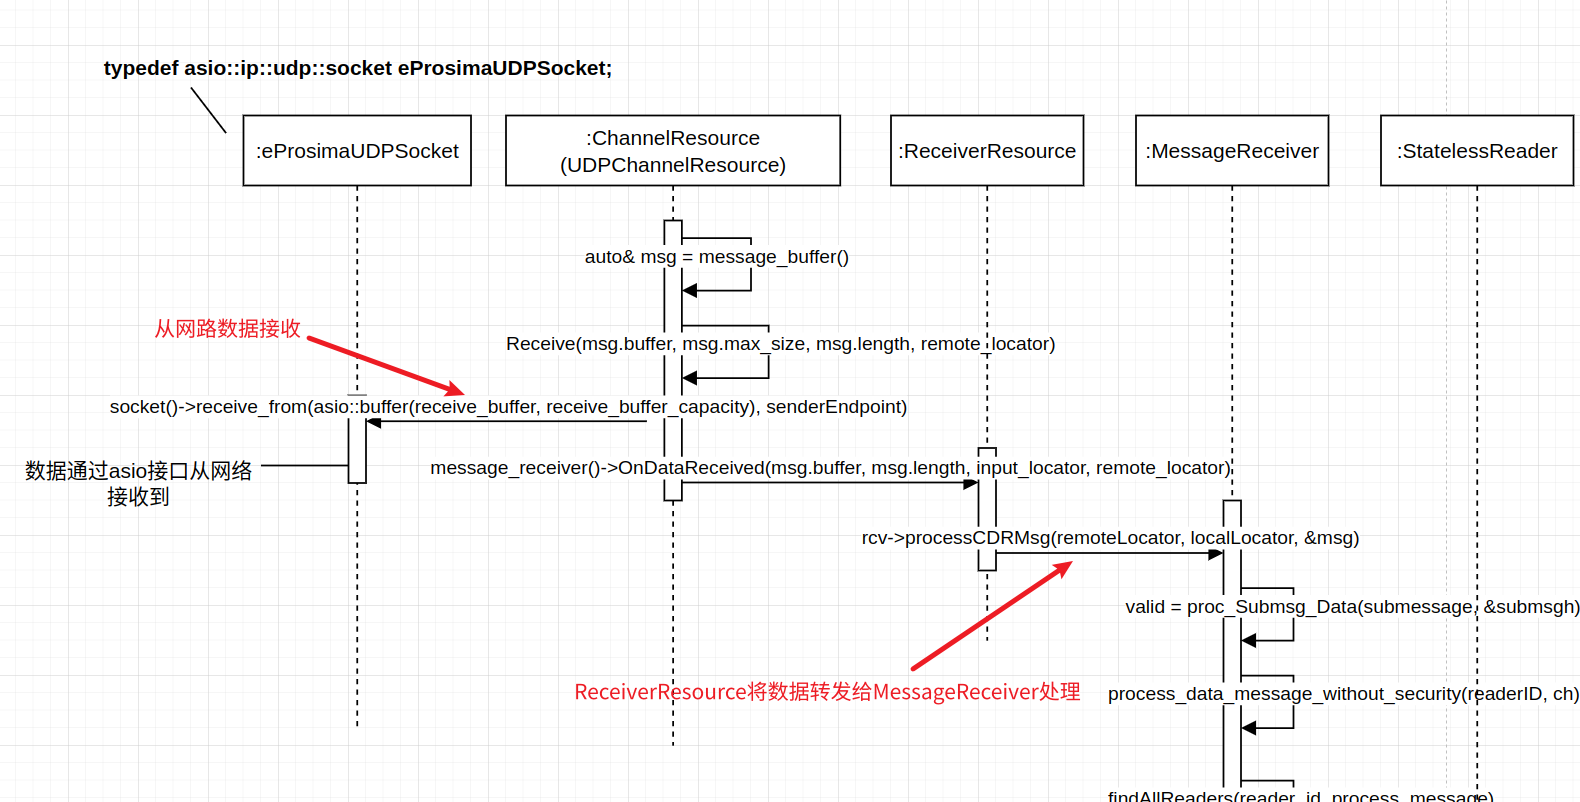 typedef asio::ip::udp::socket eProsimaUDPSocket;
:eProsimaUDPSocket
:ChannelResource
(UDPChannelResource)
:ReceiverResource
:MessageReceiver
:StatelessReader
auto& msg = message_buffer()
从网路数据接收
Receive(msg.buffer, msg.max_size, msg.length, remote_locator)
socket()->receive_from(asio::buffer(receive_buffer, receive_buffer_capacity), senderEndpoint)
数据通过asio接口从网络
接收到
message_receiver()->OnDataReceived(msg.buffer, msg.length, input_locator, remote_locator)
rcv->processCDRMsg(remoteLocator, localLocator, &msg)
valid = proc_Submsg_Data(submessage, &submsgh)
ReceiverResource将数据转发给MessageReceiver处理
process_data_message_without_security(readerID, ch)
findAllReaders(reader_id, process_message)